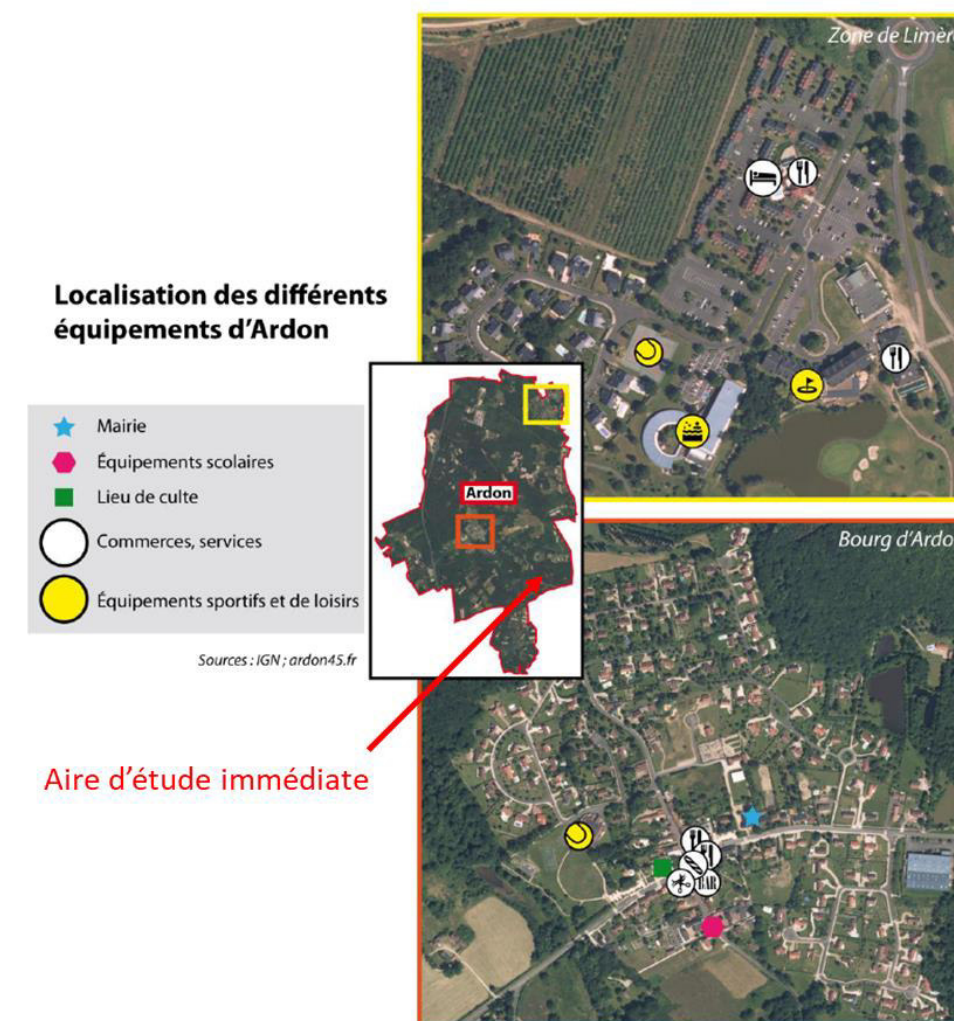 Zone de Limère
Localisation des différents
équipements d'Ardon
Mairie
Équipements scolaires
Lieu de culte
Commerces, services
Équipements sportifs et de loisirs
Sources : IGN ; ardon45.fr
Ardon
Aire d'étude immédiate
Bourg d'Ardo
BAR